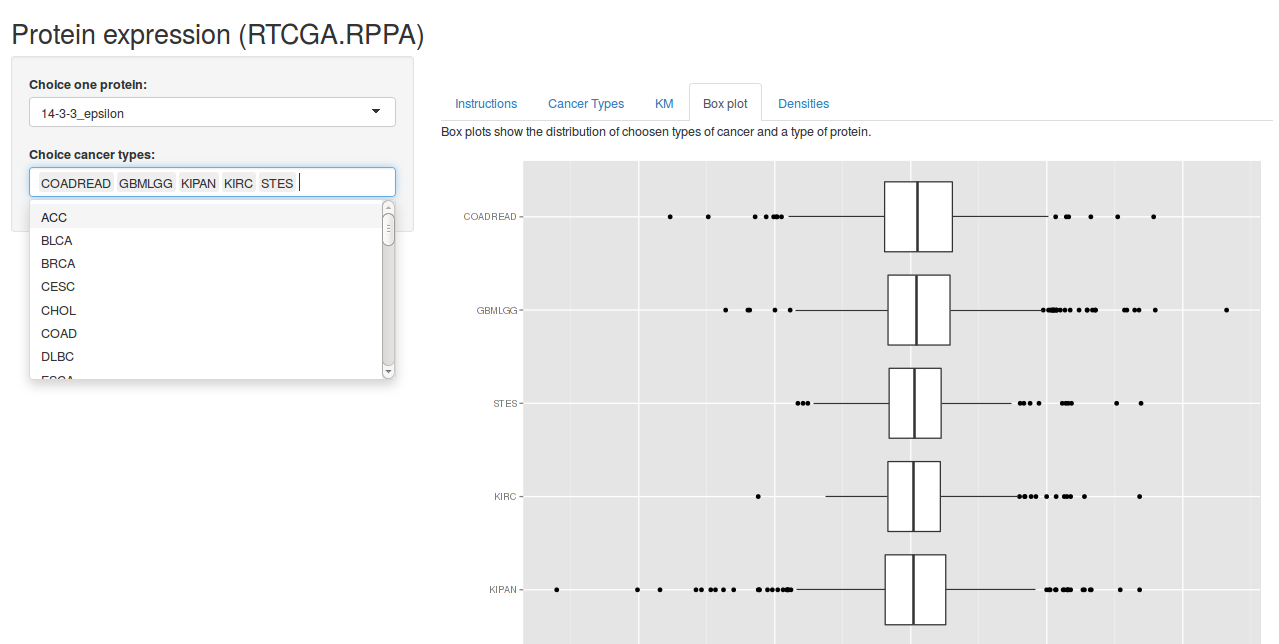 Protein expression (RTCGA.RPPA)
Choice one protein:
14-3-3_epsilon
Choice cancer types:
COADREAD GBMLGG KIPAN KIRC STES
ACC
BLCA
BRCA
CESC
CHOL
COAD
DLBC
ESCA
Instructions Cancer Types KM Box plot Densities
Box plots show the distribution of choosen types of cancer and a type of protein.
COADREAD
GBMLGG
STES
KIRC
KIPAN